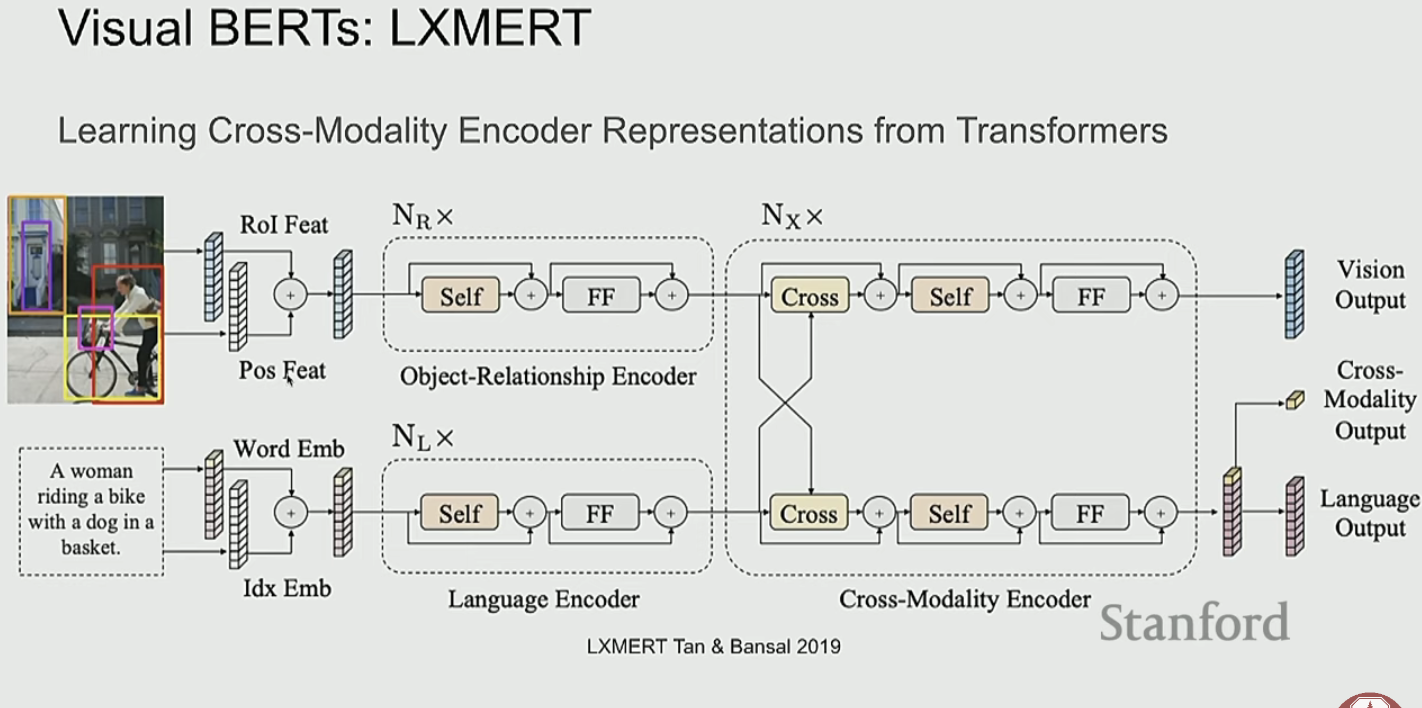 Visual BERTs: LXMERT
Learning Cross-Modality Encoder Representations from Transformers
RoI Feat
Pos Feat
N_R ×
Self
+
FF
+
+
Object-Relationship Encoder
A woman
riding a bike
with a dog in a
basket.
Word Emb
Idx Emb
+
N_L ×
Self
+
FF
+
Language Encoder
N_X ×
Cross
+
Self
+
FF
+
Cross
+
Self
+
FF
+
Cross-Modality Encoder
Vision
Output
Cross-
Modality
Output
Language
Output
Stanford
LXMERT Tan & Bansal 2019